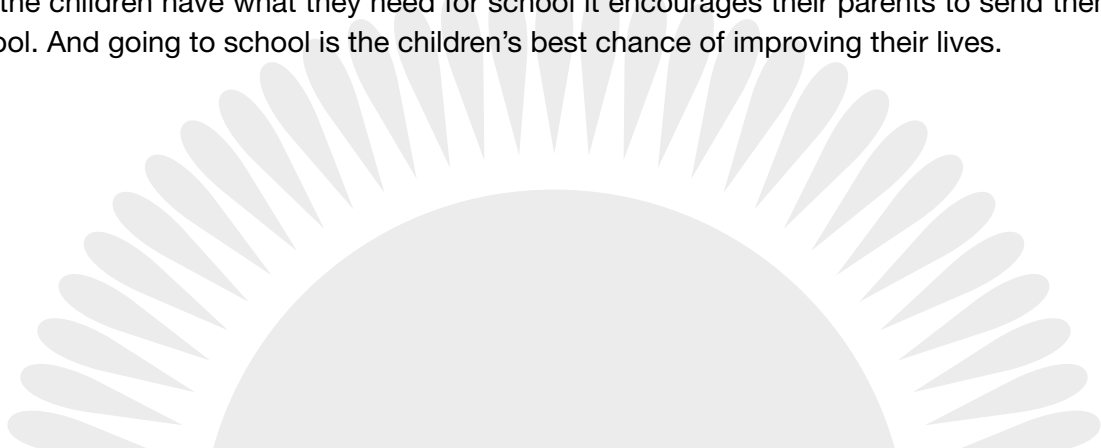 the children have what they need for school it encourages their parents to send
ool. And going to school is the children's best chance of improving their lives.